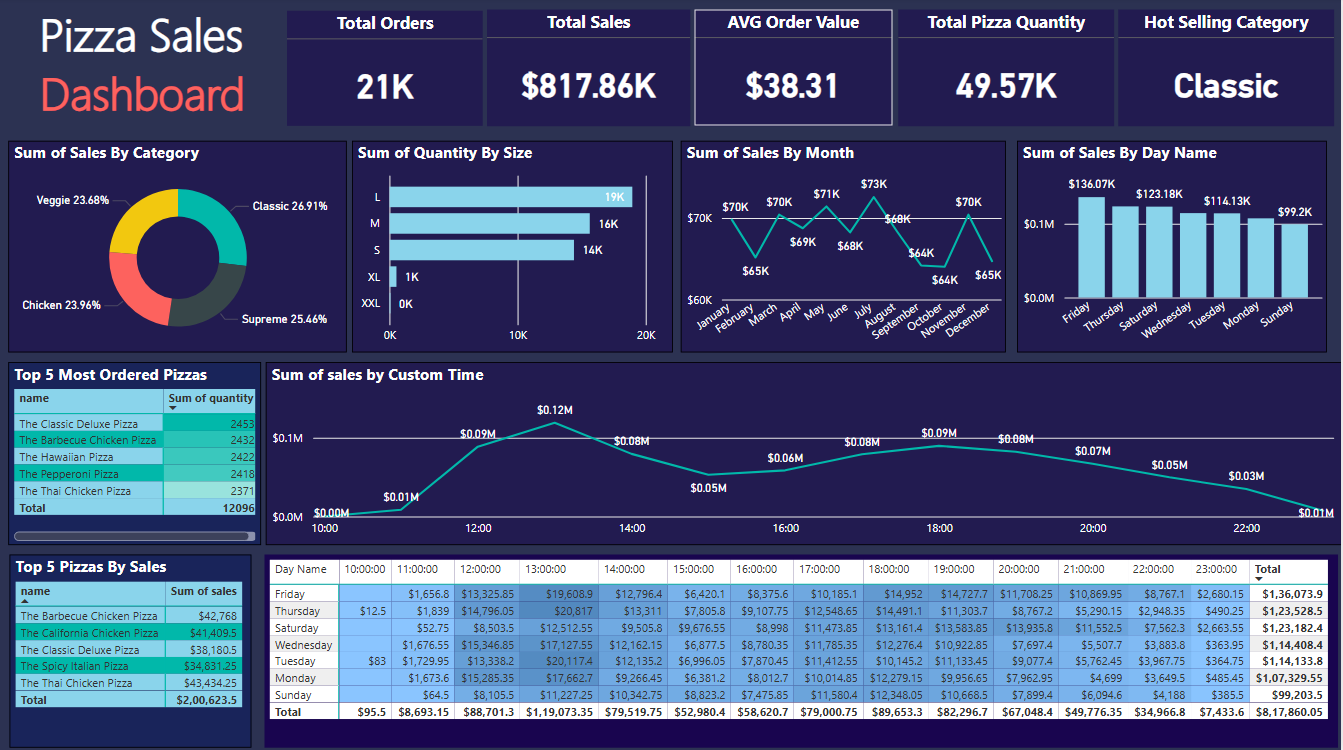 Pizza Sales
Dashboard
Total Orders
21K
Total Sales
$817.86K
AVG Order Value
$38.31
Total Pizza Quantity
49.57K
Hot Selling Category
Classic
Sum of Sales By Category
Veggie 23.68%
Classic 26.91%
Chicken 23.96%
Supreme 25.46%
Sum of Quantity By Size
L 19K
M 16K
S 14K
XL 1K
XXL 0K
0K 10K 20K
Sum of Sales By Month
$70K
$60K
$70K $65K $70K $69K $71K $68K $73K $68K $64K $64K $70K $65K
January February March April May June July August September October November December
Sum of Sales By Day Name
$136.07K $123.18K $114.13K $99.2K
$0.1M
$0.0M
Friday Thursday Saturday Wednesday Tuesday Monday Sunday
Top 5 Most Ordered Pizzas
name Sum of quantity
The Classic Deluxe Pizza 2453
The Barbecue Chicken Pizza 2432
The Hawaiian Pizza 2422
The Pepperoni Pizza 2418
The Thai Chicken Pizza 2371
Total 12096
Sum of sales by Custom Time
$0.1M
$0.0M
$0.00M $0.01M $0.09M $0.12M $0.08M $0.05M $0.06M $0.08M $0.09M $0.08M $0.07M $0.05M $0.03M $0.01M
10:00 12:00 14:00 16:00 18:00 20:00 22:00
Top 5 Pizzas By Sales
name Sum of sales
The Barbecue Chicken Pizza $42,768
The California Chicken Pizza $41,409.5
The Classic Deluxe Pizza $38,180.5
The Spicy Italian Pizza $34,831.25
The Thai Chicken Pizza $43,434.25
Total $2,00,623.5
Day Name 10:00:00 11:00:00 12:00:00 13:00:00 14:00:00 15:00:00 16:00:00 17:00:00 18:00:00 19:00:00 20:00:00 21:00:00 22:00:00 23:00:00 Total
Friday $1,656.8 $13,325.85 $19,608.9 $12,796.4 $6,420.1 $8,375.6 $10,185.1 $14,952 $14,727.7 $11,708.25 $10,869.95 $8,767.1 $2,680.15 $1,36,073.9
Thursday $12.5 $1,839 $14,796.05 $20,817 $13,311 $7,805.8 $9,107.75 $12,548.65 $14,491.1 $11,303.7 $8,767.2 $5,290.15 $2,948.35 $490.25 $1,23,528.5
Saturday $52.75 $8,503.5 $12,512.55 $9,505.8 $9,676.55 $8,998 $11,473.85 $13,161.4 $13,583.85 $13,935.8 $11,552.5 $7,562.3 $2,663.55 $1,23,182.4
Wednesday $1,676.55 $15,346.85 $17,127.55 $12,162.15 $6,877.5 $8,780.35 $11,785.35 $12,276.4 $10,922.85 $7,697.4 $5,507.7 $3,883.8 $363.95 $1,14,408.4
Tuesday $83 $1,729.95 $13,338.2 $20,117.4 $12,135.2 $6,996.05 $7,870.45 $11,412.55 $10,145.2 $11,133.45 $9,077.4 $5,762.45 $3,967.75 $364.75 $1,14,133.8
Monday $1,673.6 $15,285.35 $17,662.7 $9,266.45 $6,381.2 $8,012.7 $10,014.85 $12,279.15 $9,956.65 $7,962.95 $4,699 $3,649.5 $485.45 $1,07,329.55
Sunday $64.5 $8,105.5 $11,227.25 $10,342.75 $8,823.2 $7,475.85 $11,580.4 $12,348.05 $10,668.5 $7,899.4 $6,094.6 $4,188 $385.5 $99,203.5
Total $95.5 $8,693.15 $88,701.3 $1,19,073.35 $79,519.75 $52,980.4 $58,620.7 $79,000.75 $89,653.3 $82,296.7 $67,048.4 $49,776.35 $34,966.8 $7,433.6 $8,17,860.05